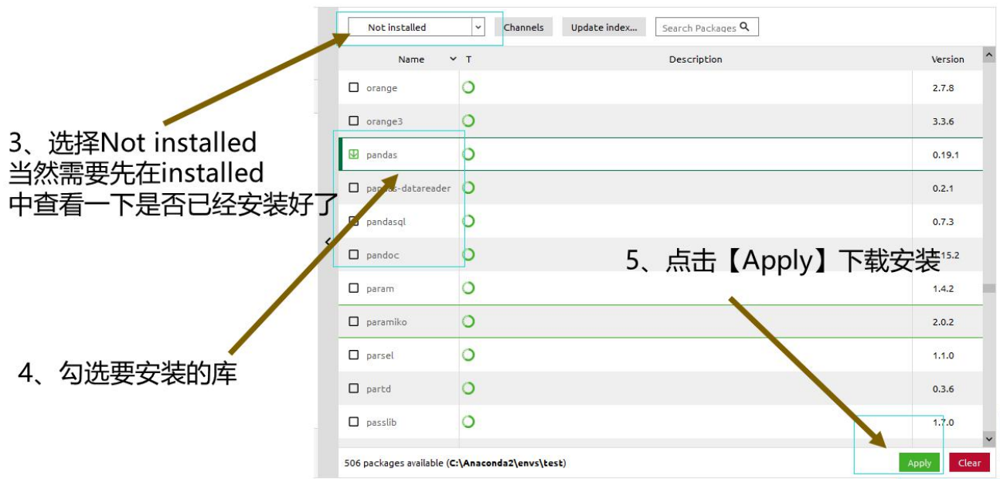 Not installed
Channels
Update index...
Search Packages
Name
T
Description
Version
orange
2.7.8
orange3
3.3.6
3、选择Not installed
当然需要先在installed
中查看一下是否已经安装好了
pandas
0.19.1
pandas-datareader
0.2.1
pandasql
0.7.3
pandoc
5、点击【Apply】下载安装
param
1.4.2
paramiko
2.0.2
4、勾选要安装的库
parsel
1.1.0
partd
0.3.6
passlib
1.7.0
506 packages available (C:\Anaconda2\envs\test)
Apply
Clear